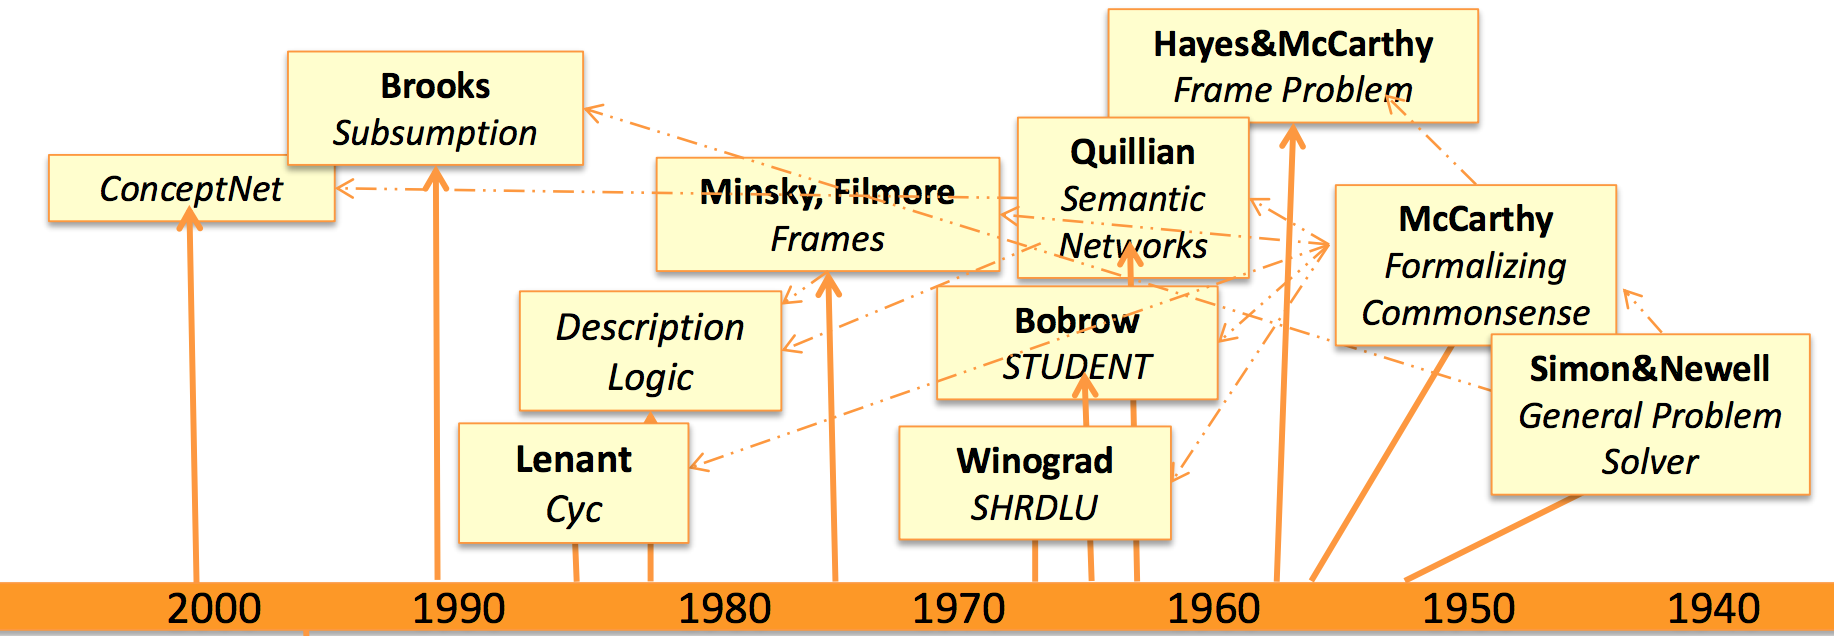 Hayes&McCarthy
Frame Problem
Brooks
Subsumption
ConceptNet
Minsky, Filmore
Frames
Quillian
Semantic
Networks
McCarthy
Formalizing
Commonsense
Description
Logic
Bobrow
STUDENT
Simon&Newell
General Problem
Solver
Lenant
Cyc
Winograd
SHRDLU
2000 1990 1980 1970 1960 1950 1940